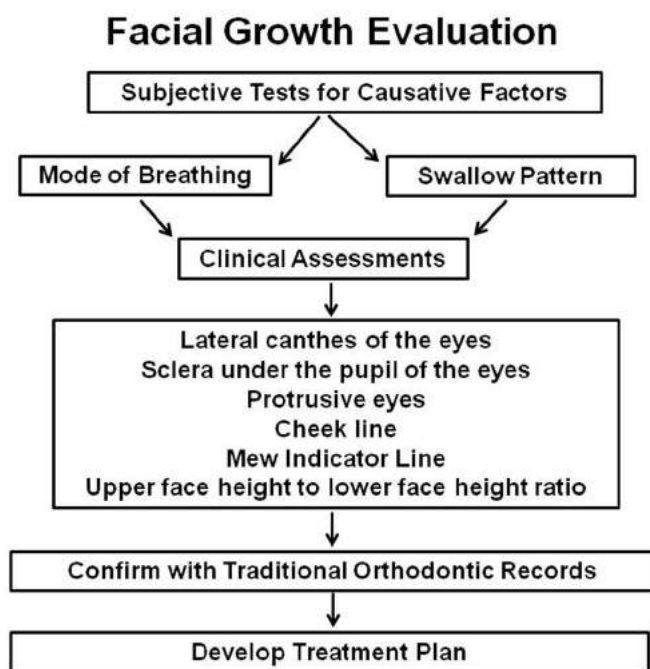 Facial Growth Evaluation
Subjective Tests for Causative Factors
Mode of Breathing
Swallow Pattern
Clinical Assessments
Lateral canthes of the eyes
Sclera under the pupil of the eyes
Protrusive eyes
Cheek line
Mew Indicator Line
Upper face height to lower face height ratio
Confirm with Traditional Orthodontic Records
Develop Treatment Plan